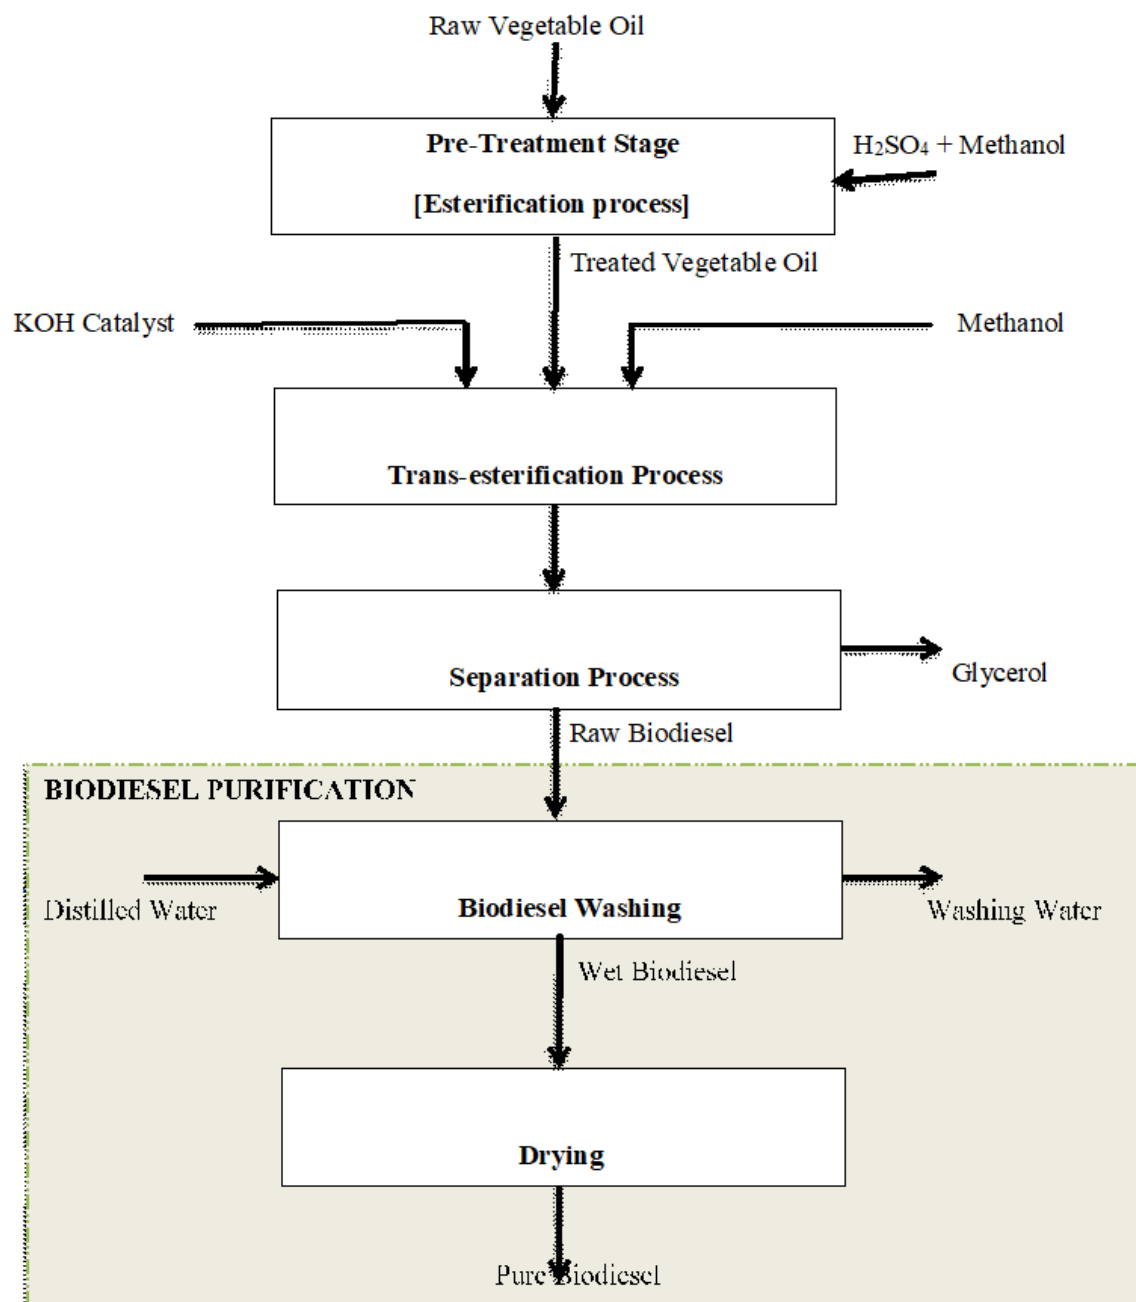 Raw Vegetable Oil
Pre-Treatment Stage
H₂SO₄ + Methanol
[Esterification process]
Treated Vegetable Oil
KOH Catalyst
Methanol
Trans-esterification Process
Separation Process
Glycerol
Raw Biodiesel
BIODIESEL PURIFICATION
Distilled Water
Biodiesel Washing
Washing Water
Wet Biodiesel
Drying
Pure Biodiesel